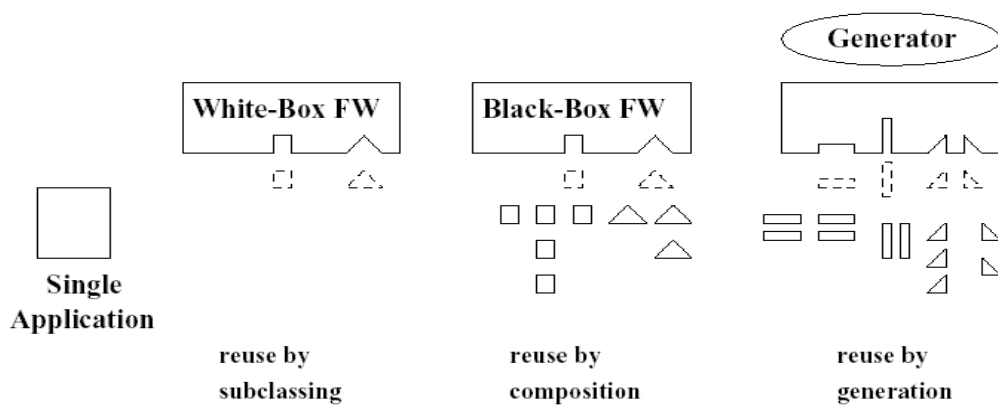 Generator
White-Box FW
Black-Box FW
Single
Application
reuse by
subclassing
reuse by
composition
reuse by
generation